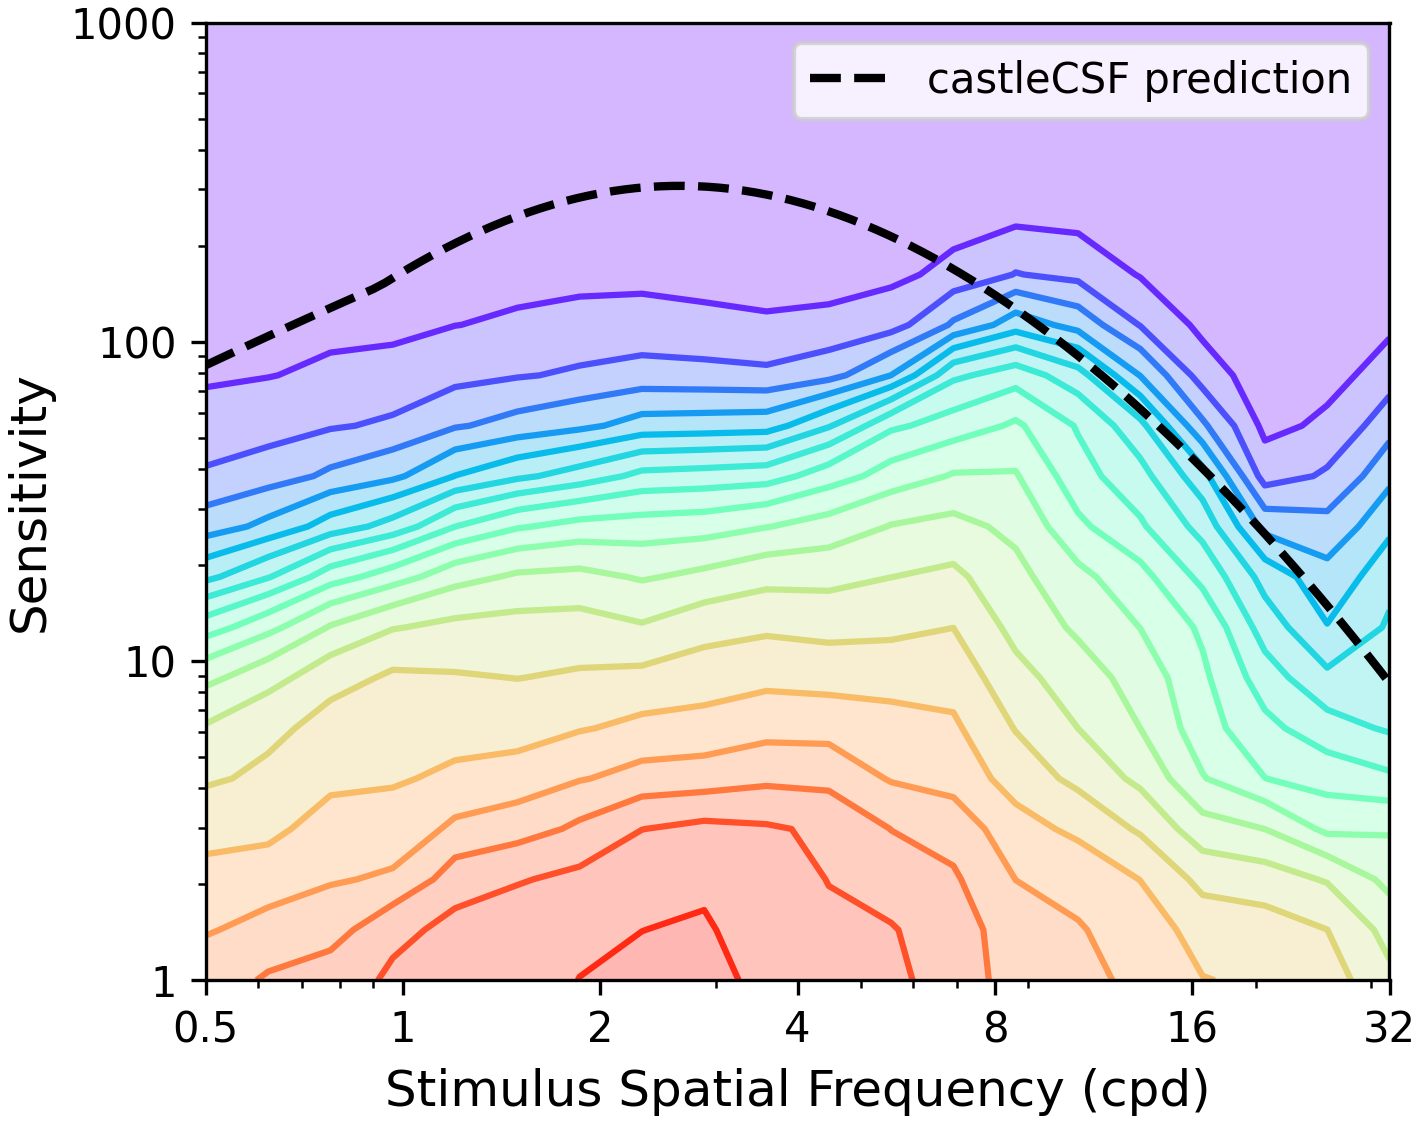 1000
100
10
1
Sensitivity
castleCSF prediction
0.5 1 2 4 8 16 32
Stimulus Spatial Frequency (cpd)